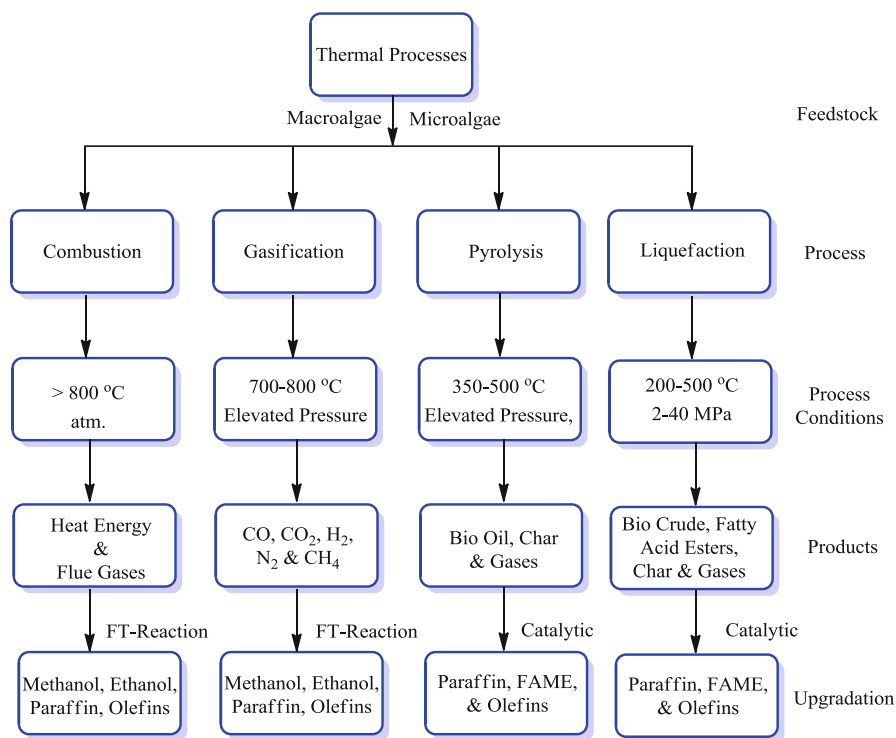 Thermal Processes
Macroalgae Microalgae
Feedstock
Combustion
Gasification
Pyrolysis
Liquefaction
Process
> 800 °C
atm.
700-800 °C
Elevated Pressure
350-500 °C
Elevated Pressure,
200-500 °C
2-40 MPa
Process
Conditions
Heat Energy
&
Flue Gases
CO, CO₂, H₂,
N₂ & CH₄
Bio Oil, Char
& Gases
Bio Crude, Fatty
Acid Esters,
Char & Gases
Products
FT-Reaction
FT-Reaction
Catalytic
Catalytic
Methanol, Ethanol,
Paraffin, Olefins
Methanol, Ethanol,
Paraffin, Olefins
Paraffin, FAME,
& Olefins
Paraffin, FAME,
& Olefins
Upgradation